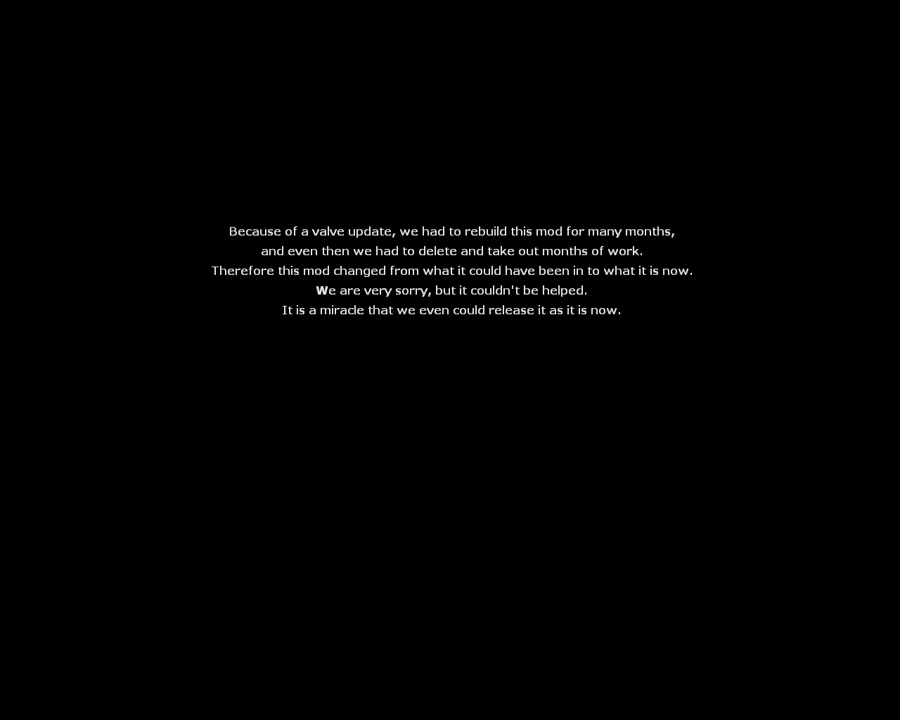 Because of a valve update, we had to rebuild this mod for many months,
and even then we had to delete and take out months of work.
Therefore this mod changed from what it could have been in to what it is now.
We are very sorry, but it couldn't be helped.
It is a miracle that we even could release it as it is now.